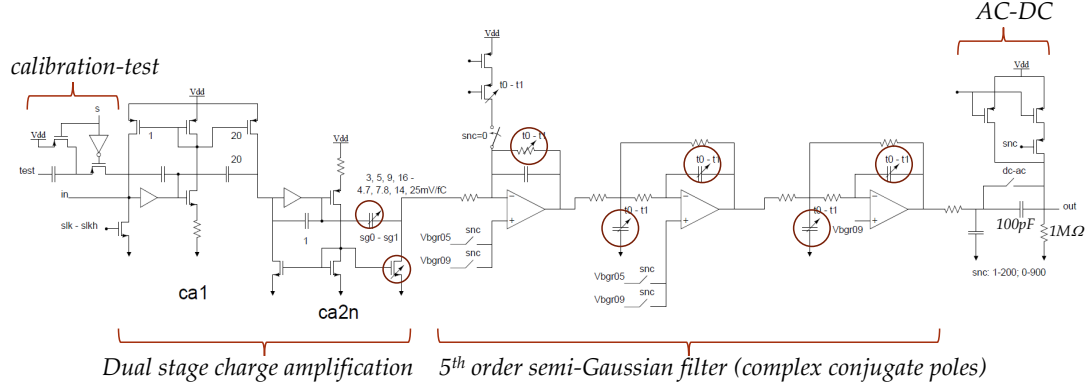 AC-DC
calibration-test
Vdd
Vdd
Vdd
t0 - t1
s
Vdd
1
20
snc=0
t0 - t1
snc
Vdd
Vdd
t0 - t1
t0 - t1
test
20
3, 5, 9, 16 -
4.7, 7.8, 14, 25mV/fC
dc-ac
in
t0 - t1
t0 - t1
out
slk - slkh
1
sg0 - sg1
snc
Vbgr05
snc
Vbgr09
Vbgr09
100pF
1MΩ
snc
Vbgr05
snc
Vbgr09
snc: 1-200; 0-900
ca1
ca2n
Dual stage charge amplification
5th order semi-Gaussian filter (complex conjugate poles)